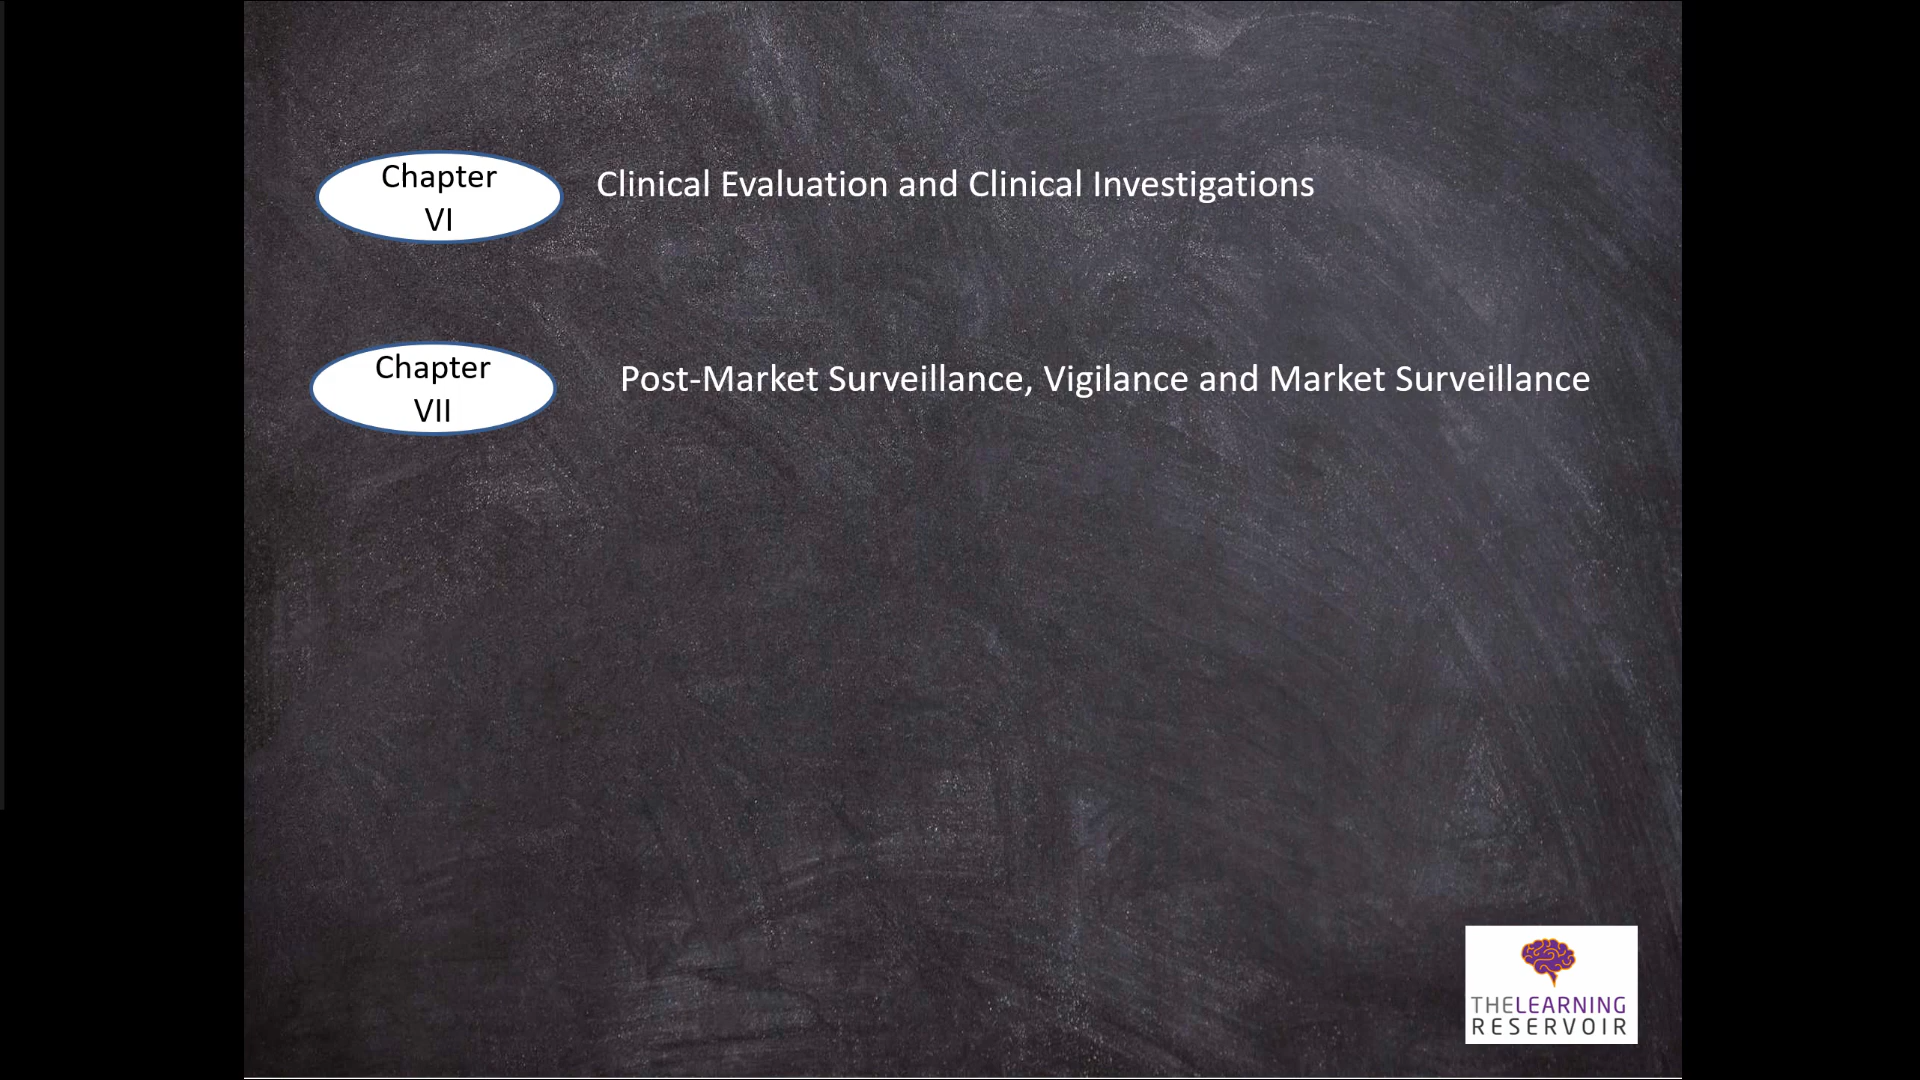 Chapter
VI
Clinical Evaluation and Clinical Investigations
Chapter
VII
Post-Market Surveillance, Vigilance and Market Surveillance
THELEARNING
RESERVOIR